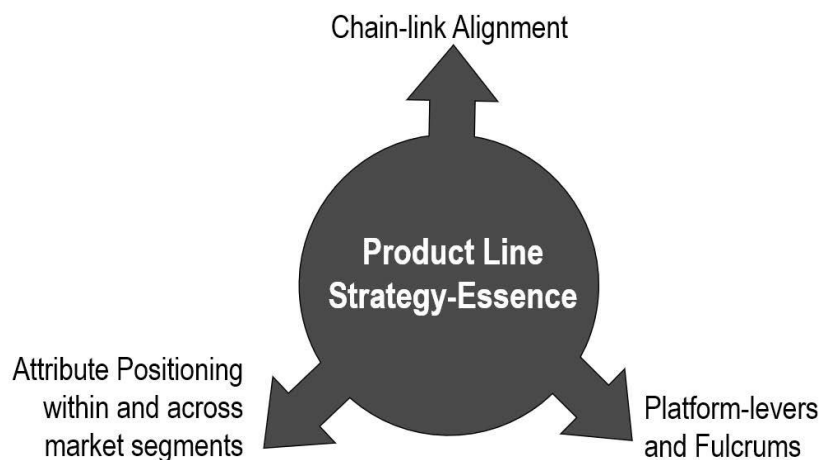 Chain-link Alignment
Product Line
Strategy-Essence
Attribute Positioning
within and across
market segments
Platform-levers
and Fulcrums